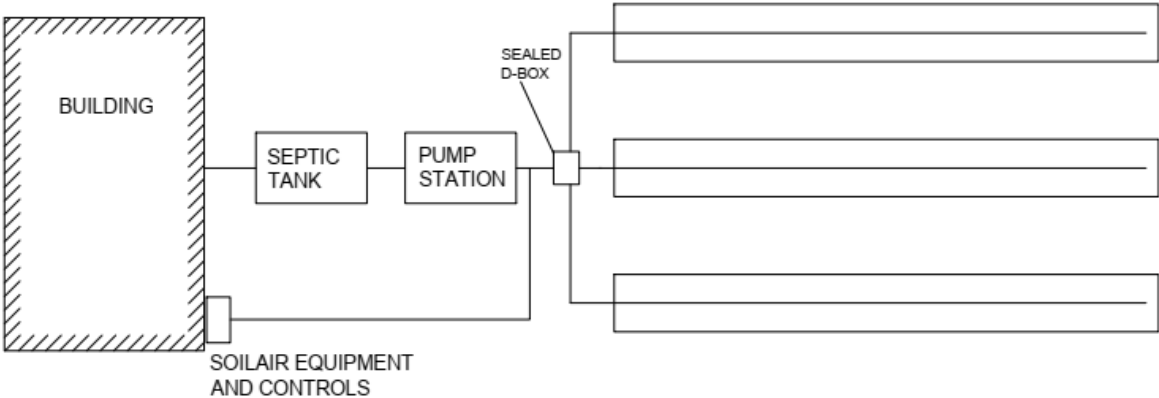 SEALED
D-BOX
BUILDING
SEPTIC
TANK
PUMP
STATION
SOILAIR EQUIPMENT
AND CONTROLS